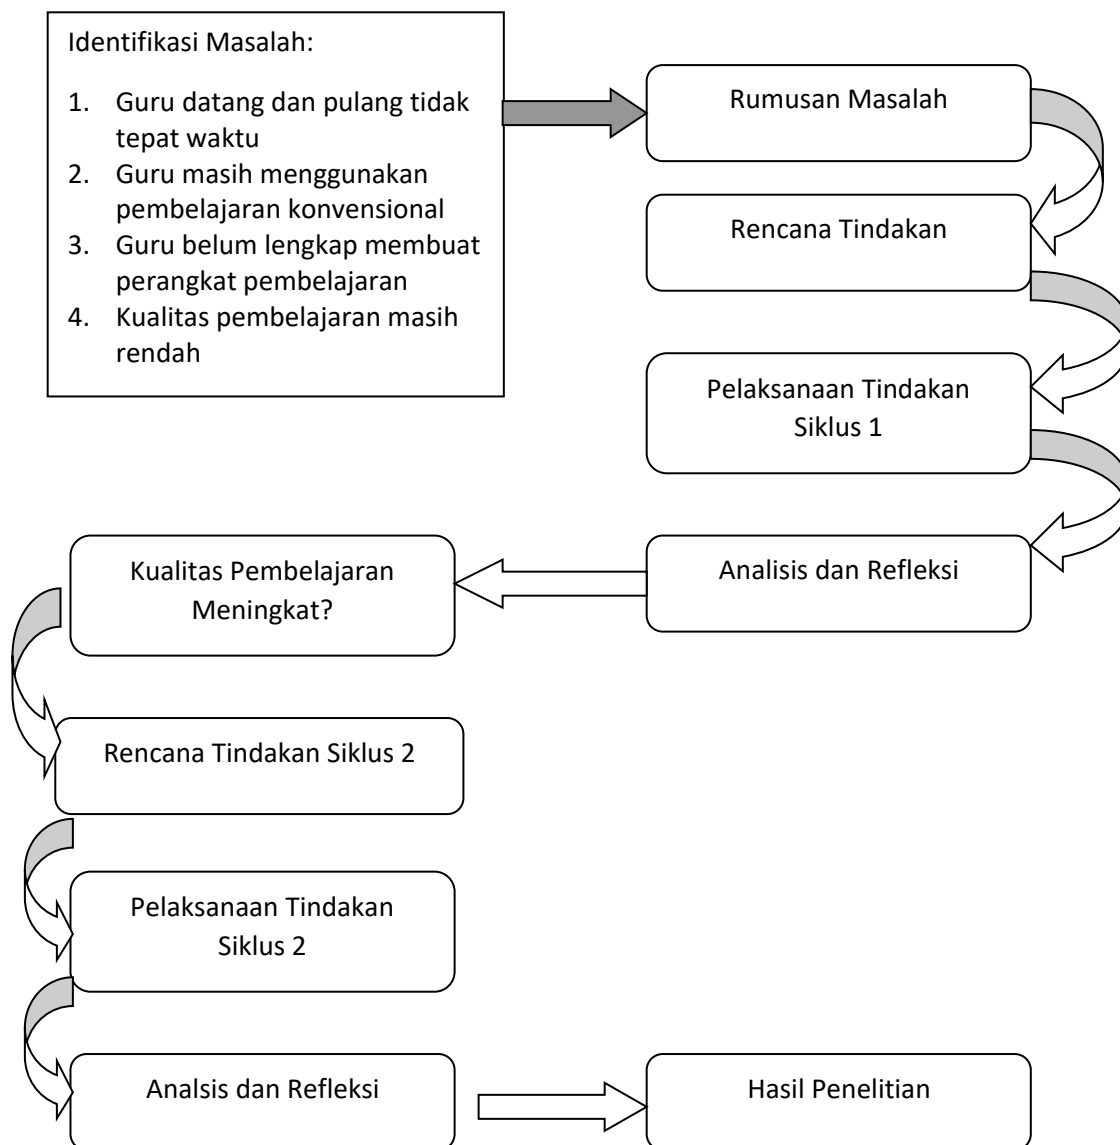 Identifikasi Masalah:
1. Guru datang dan pulang tidak
tepat waktu
2. Guru masih menggunakan
pembelajaran konvensional
3. Guru belum lengkap membuat
perangkat pembelajaran
4. Kualitas pembelajaran masih
rendah
Rumusan Masalah
Rencana Tindakan
Pelaksanaan Tindakan
Siklus 1
Analisis dan Refleksi
Kualitas Pembelajaran
Meningkat?
Rencana Tindakan Siklus 2
Pelaksanaan Tindakan
Siklus 2
Analsis dan Refleksi
Hasil Penelitian